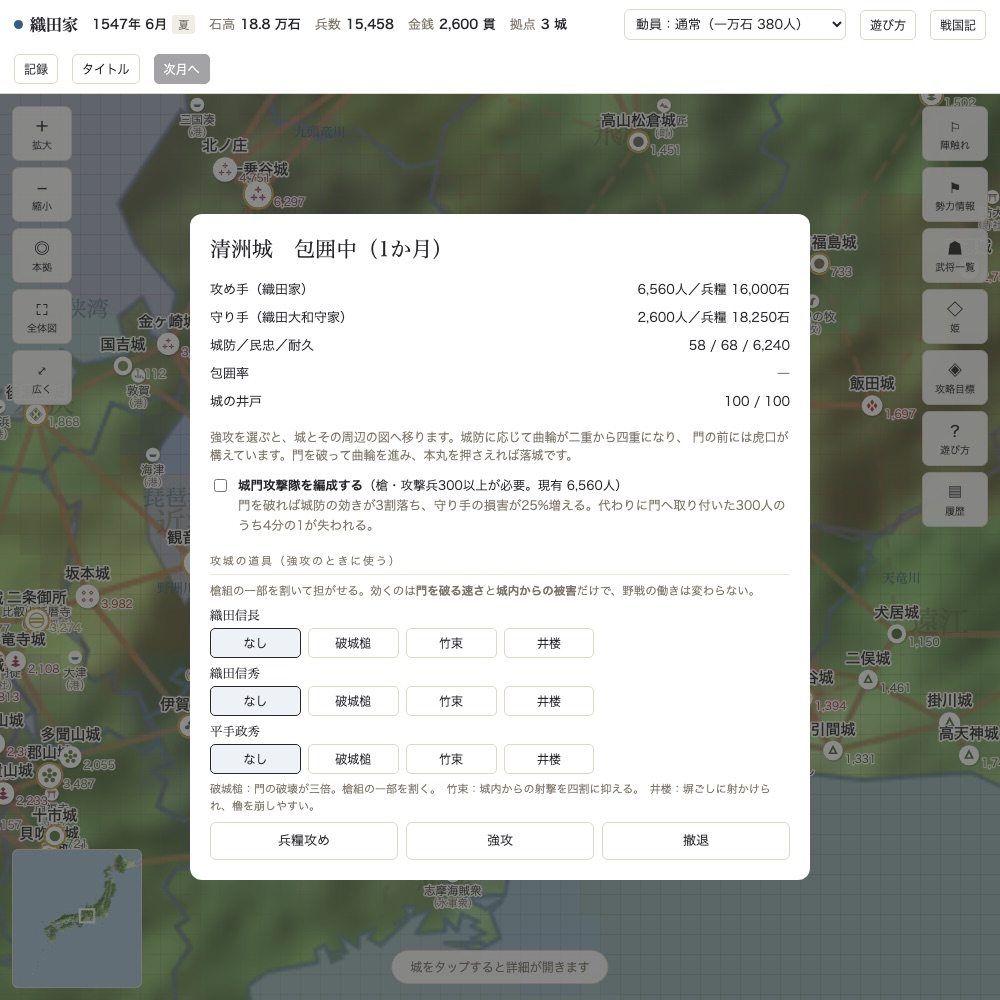 織田家 1547年 6月 夏 石高 18.8 万石 兵数 15,458 金銭 2,600 貫 拠点 3 城 動員：通常（一万石 380人） 遊び方 戦国記
記録 タイトル 次月へ
拡大
縮小
本拠
全体図
広く
陣触れ
勢力情報
武将一覧
姫
攻略目標
遊び方
履歴
三国湊
(港)
九頭竜川
北ノ庄
一乗谷城
6,297
高山松倉城
(町)
1,451
福島城
733
金ヶ崎
国吉城
敦賀
(港)
1,868
海津
(港)
飯田城
1,697
坂本城
3,982
二条御所
3,274
竜寺城
2,108
大津
(港)
天竜川
犬居城
遠江
1,150
二俣城
1,461
1,394
掛川城
引間城
1,331
高天神城
多聞山城
2,055
郡山
3,487
2,233
十市城
志摩海賊衆
(水軍衆)
清洲城　包囲中（1か月）
攻め手（織田家） 6,560人／兵糧 16,000石
守り手（織田大和守家） 2,600人／兵糧 18,250石
城防／民忠／耐久 58 / 68 / 6,240
包囲率 —
城の井戸 100 / 100
強攻を選ぶと、城とその周辺の図へ移ります。城防に応じて曲輪が二重から四重になり、 門の前には虎口が
構えています。門を破って曲輪を進み、本丸を押さえれば落城です。
城門攻撃隊を編成する（槍・攻撃兵300以上が必要。現有 6,560人）
門を破れば城防の効きが3割落ち、守り手の損害が25%増える。代わりに門へ取り付いた300人の
うち4分の1が失われる。
攻城の道具（強攻のときに使う）
槍組の一部を割いて担がせる。効くのは門を破る速さと城内からの被害だけで、野戦の働きは変わらない。
織田信長
なし 破城槌 竹束 井楼
織田信秀
なし 破城槌 竹束 井楼
平手政秀
なし 破城槌 竹束 井楼
破城槌：門の破壊が三倍。槍組の一部を割く。 竹束：城内からの射撃を四割に抑える。 井楼：塀ごしに射かけら
れ、櫓を崩しやすい。
兵糧攻め 強攻 撤退
城をタップすると詳細が開きます